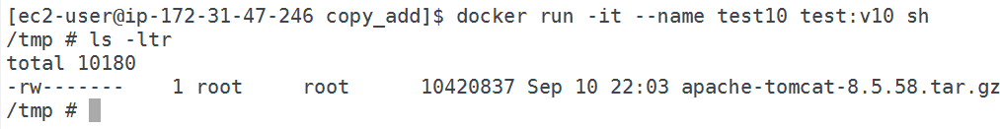 [ec2-user@ip-172-31-47-246 copy_add]$ docker run -it --name test10 test:v10 sh
/tmp # ls -ltr
total 10180
-rw-------    1 root     root      10420837 Sep 10 22:03 apache-tomcat-8.5.58.tar.gz
/tmp #